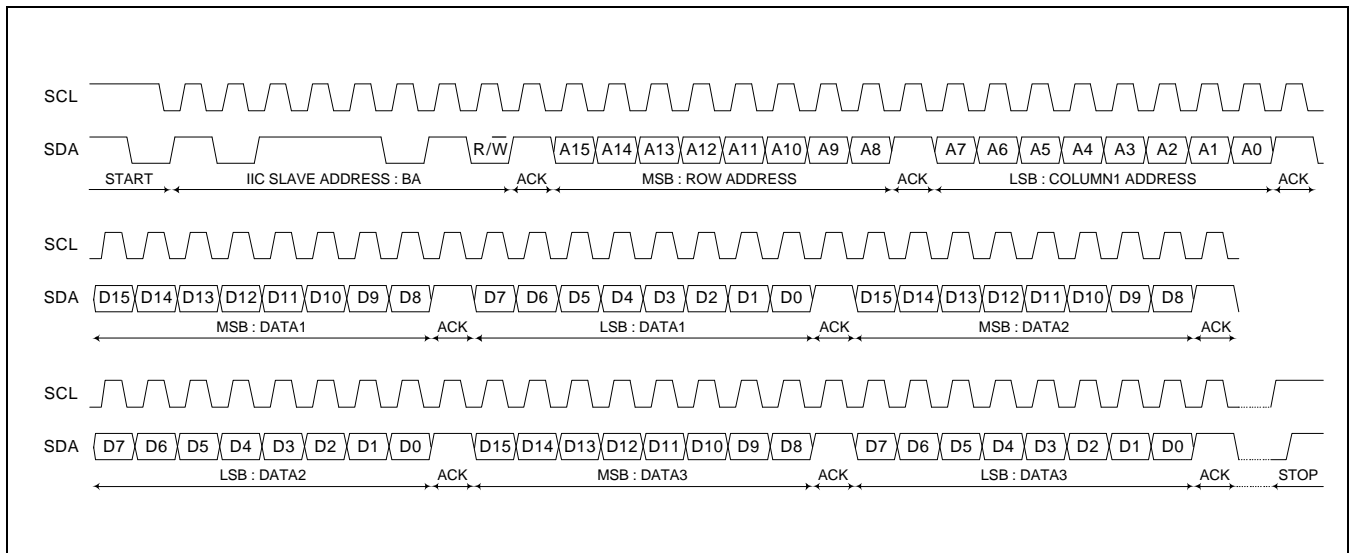 SCL
SDA R/W A15 A14 A13 A12 A11 A10 A9 A8 A7 A6 A5 A4 A3 A2 A1 A0
START IIC SLAVE ADDRESS : BA ACK MSB : ROW ADDRESS ACK LSB : COLUMN1 ADDRESS ACK
SCL
SDA D15 D14 D13 D12 D11 D10 D9 D8 D7 D6 D5 D4 D3 D2 D1 D0 D15 D14 D13 D12 D11 D10 D9 D8
MSB : DATA1 ACK LSB : DATA1 ACK MSB : DATA2 ACK
SCL
SDA D7 D6 D5 D4 D3 D2 D1 D0 D15 D14 D13 D12 D11 D10 D9 D8 D7 D6 D5 D4 D3 D2 D1 D0
LSB : DATA2 ACK MSB : DATA3 ACK LSB : DATA3 ACK STOP